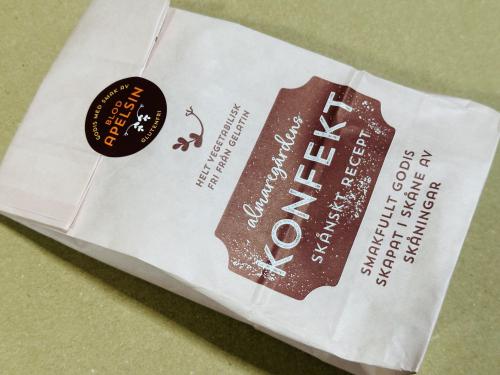 GODIS MED SMAK AV
BLOD
APELSIN
GLUTENFRI
HELT VEGETABILISK
FRI FRÅN GELATIN
almaregårdens
KONFEKT
SKÅNSKT RECEPT
SMAKFULLT GODIS
SKAPAT I SKÅNE AV
SKÅNINGAR